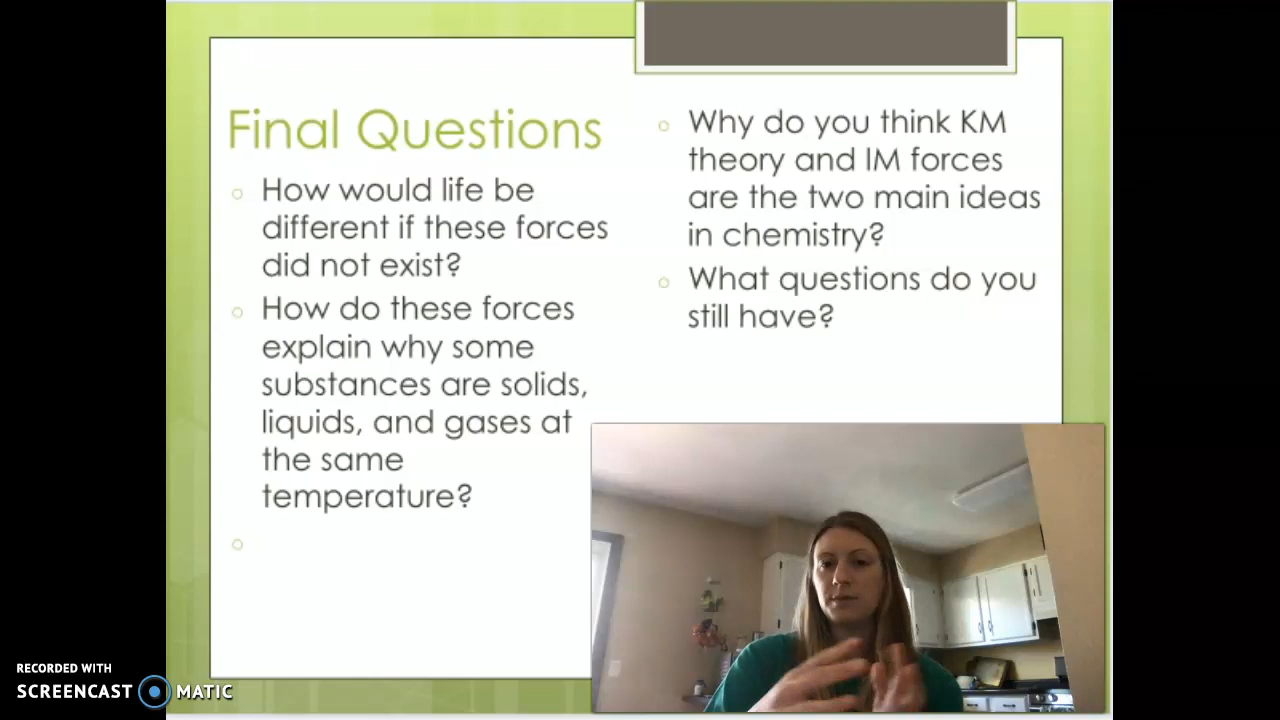 Final Questions
How would life be
different if these forces
did not exist?
How do these forces
explain why some
substances are solids,
liquids, and gases at
the same
temperature?
Why do you think KM
theory and IM forces
are the two main ideas
in chemistry?
What questions do you
still have?
RECORDED WITH
SCREENCAST MATIC